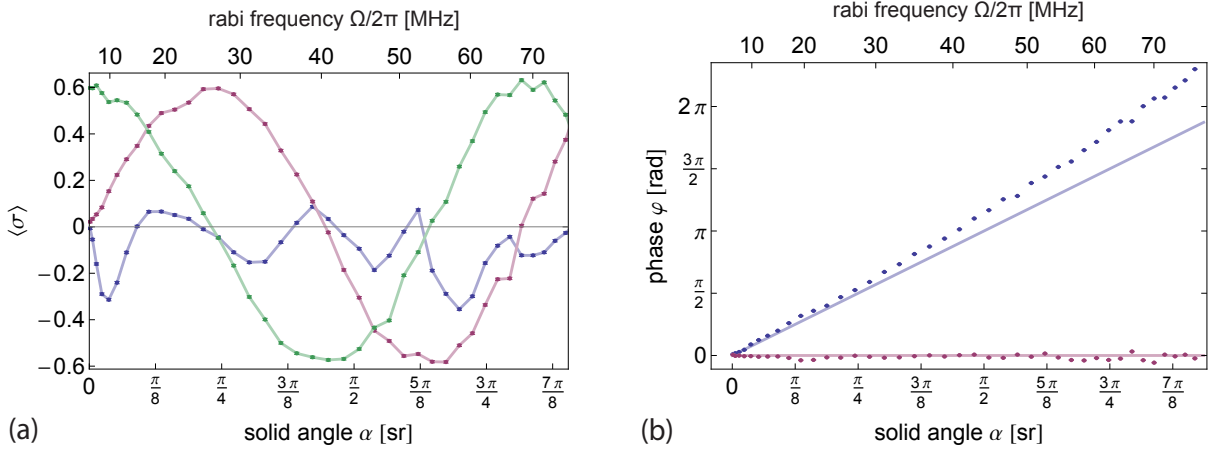 rabi frequency Ω/2π [MHz]
10 20 30 40 50 70
0.6
0.4
0.2
0
−0.2
−0.4
−0.6
⟨σ⟩
0 π/8 π/4 3π/8 π/2 5π/8 3π/4 7π/8
(a)
solid angle α [sr]
rabi frequency Ω/2π [MHz]
10 20 30 40 50 60 70
2π
3π/2
π
π/2
0
phase φ [rad]
0 π/8 π/4 3π/8 π/2 5π/8 3π/4 7π/8
(b)
solid angle α [sr]